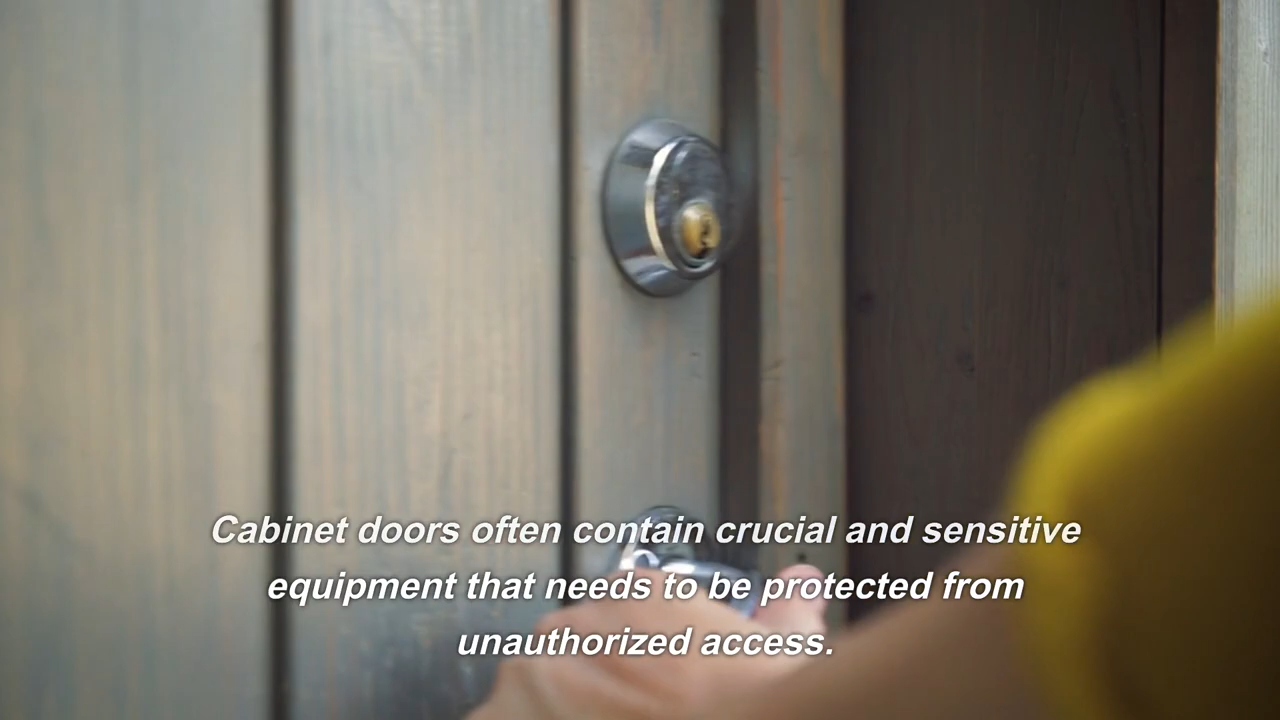 Cabinet doors often contain crucial and sensitive
equipment that needs to be protected from
unauthorized access.